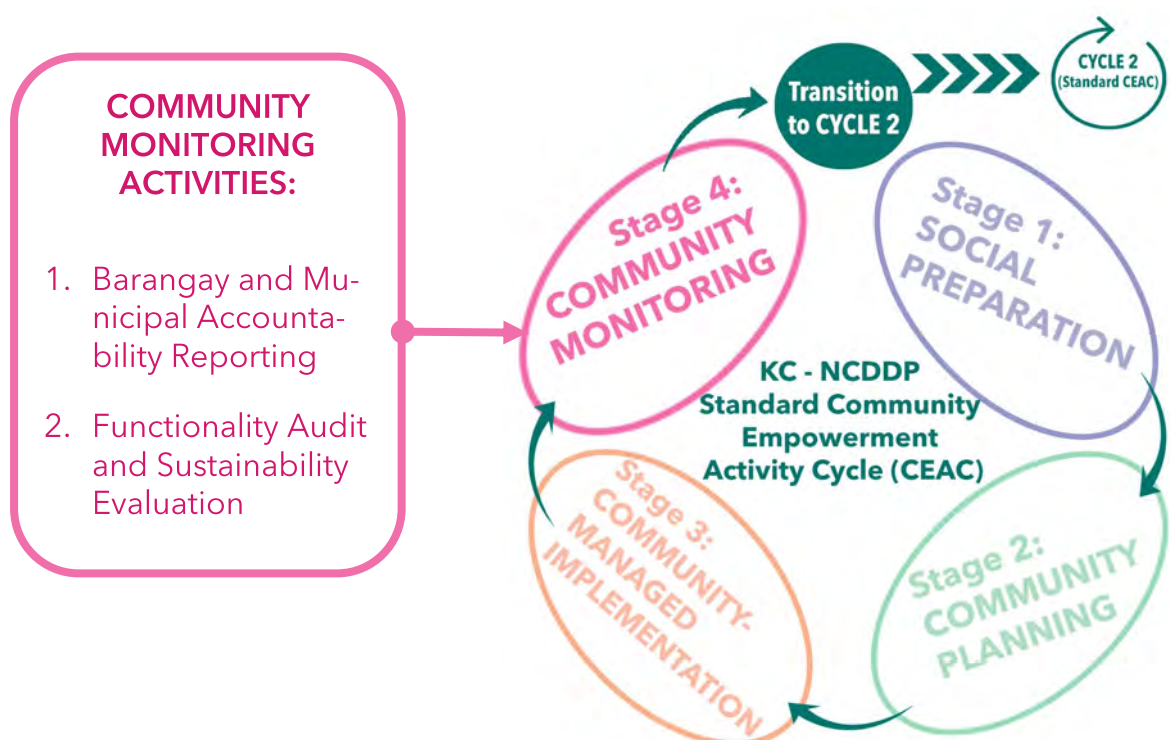 COMMUNITY
MONITORING
ACTIVITIES:
1. Barangay and Mu-
nicipal Accounta-
bility Reporting
2. Functionality Audit
and Sustainability
Evaluation
Transition
to CYCLE 2
CYCLE 2
(Standard CEAC)
Stage 4:
COMMUNITY
MONITORING
Stage 1:
SOCIAL
PREPARATION
KC - NCDDP
Standard Community
Empowerment
Activity Cycle (CEAC)
Stage 3:
COMMUNITY-
MANAGED
IMPLEMENTATION
Stage 2:
COMMUNITY
PLANNING